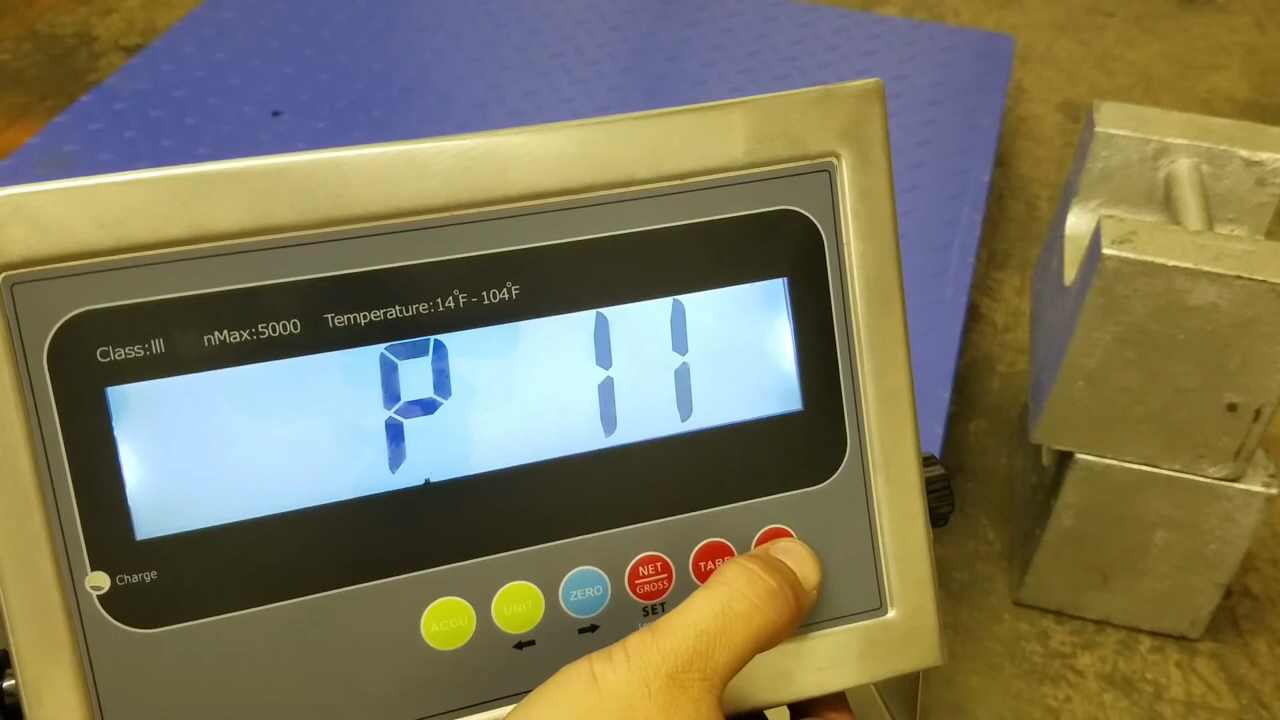 Class:III nMax:5000 Temperature:14°F - 104°F
P 11
Charge
ACCU UNIT ZERO NET GROSS TARE
SET